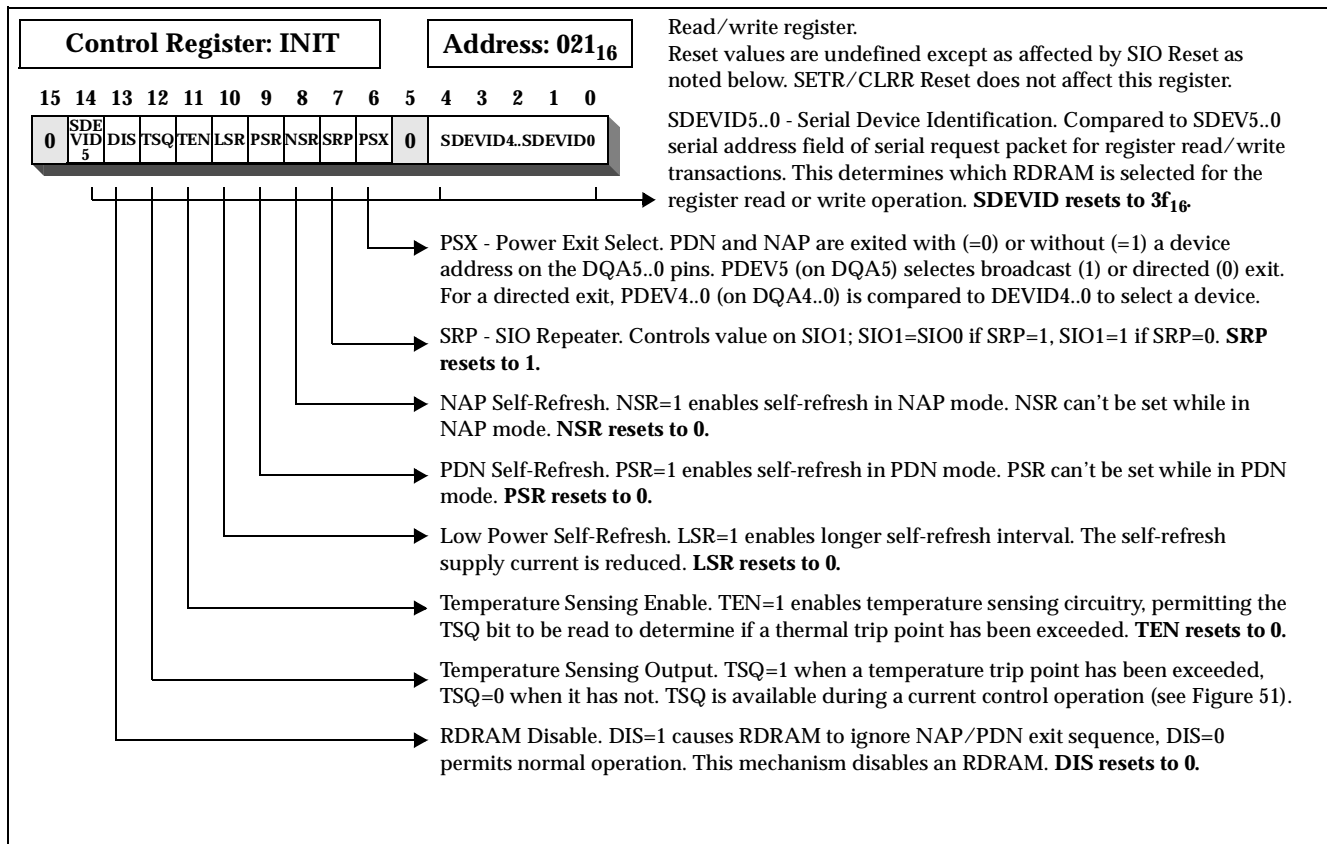 Control Register: INIT
Address: 021₁₆
Read/write register.
Reset values are undefined except as affected by SIO Reset as
noted below. SETR/CLRR Reset does not affect this register.
15 14 13 12 11 10 9 8 7 6 5 4 3 2 1 0
0 SDE VID 5 DIS TSQ TEN LSR PSR NSR SRP PSX 0 SDEVID4..SDEVID0
SDEVID5..0 - Serial Device Identification. Compared to SDEV5..0
serial address field of serial request packet for register read/write
transactions. This determines which RDRAM is selected for the
register read or write operation. SDEVID resets to 3f₁₆.
PSX - Power Exit Select. PDN and NAP are exited with (=0) or without (=1) a device
address on the DQA5..0 pins. PDEV5 (on DQA5) selectes broadcast (1) or directed (0) exit.
For a directed exit, PDEV4..0 (on DQA4..0) is compared to DEVID4..0 to select a device.
SRP - SIO Repeater. Controls value on SIO1; SIO1=SIO0 if SRP=1, SIO1=1 if SRP=0. SRP
resets to 1.
NAP Self-Refresh. NSR=1 enables self-refresh in NAP mode. NSR can't be set while in
NAP mode. NSR resets to 0.
PDN Self-Refresh. PSR=1 enables self-refresh in PDN mode. PSR can't be set while in PDN
mode. PSR resets to 0.
Low Power Self-Refresh. LSR=1 enables longer self-refresh interval. The self-refresh
supply current is reduced. LSR resets to 0.
Temperature Sensing Enable. TEN=1 enables temperature sensing circuitry, permitting the
TSQ bit to be read to determine if a thermal trip point has been exceeded. TEN resets to 0.
Temperature Sensing Output. TSQ=1 when a temperature trip point has been exceeded,
TSQ=0 when it has not. TSQ is available during a current control operation (see Figure 51).
RDRAM Disable. DIS=1 causes RDRAM to ignore NAP/PDN exit sequence, DIS=0
permits normal operation. This mechanism disables an RDRAM. DIS resets to 0.